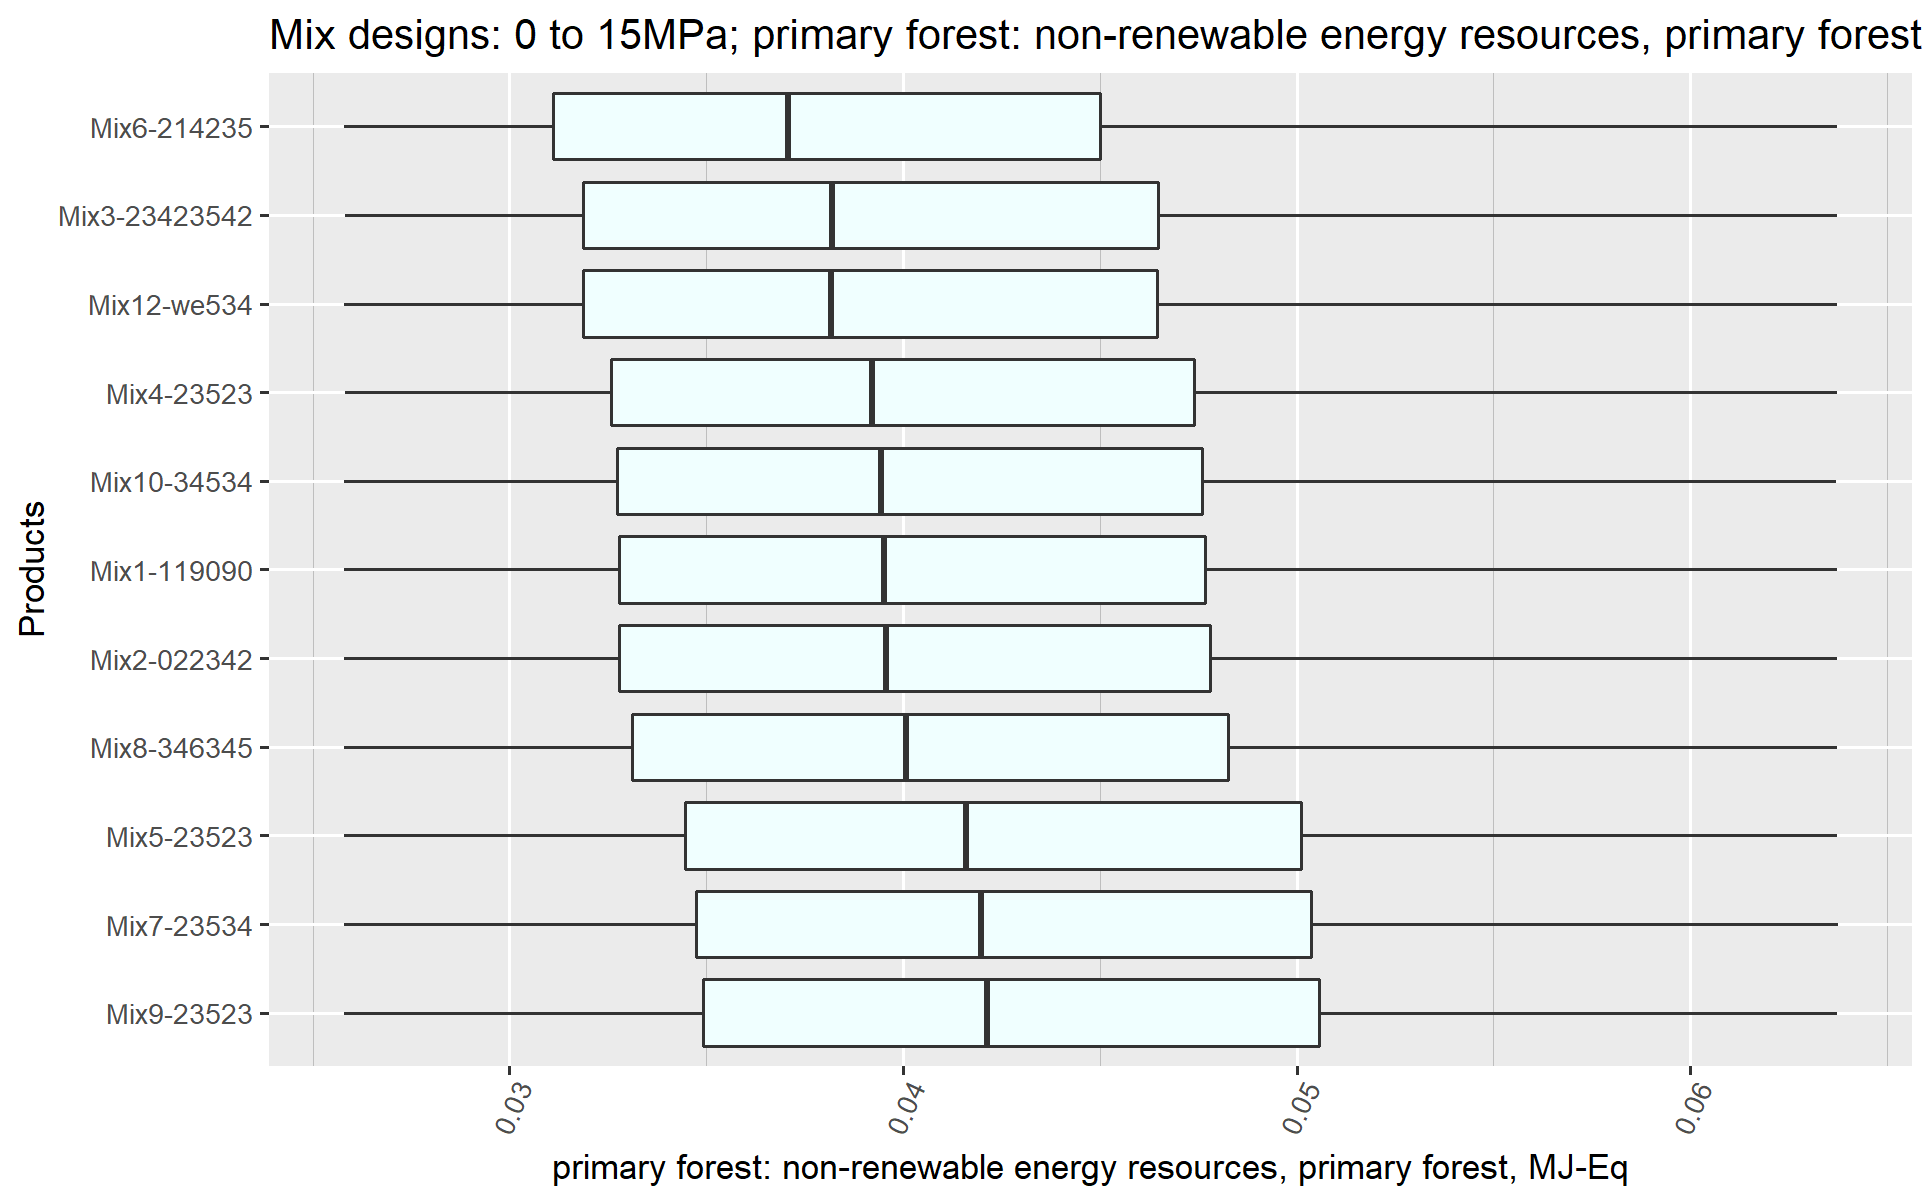 Mix designs: 0 to 15MPa; primary forest: non-renewable energy resources, primary forest
Products
Mix6-214235
Mix3-23423542
Mix12-we534
Mix4-23523
Mix10-34534
Mix1-119090
Mix2-022342
Mix8-346345
Mix5-23523
Mix7-23534
Mix9-23523
0.03
0.04
0.05
0.06
primary forest: non-renewable energy resources, primary forest, MJ-Eq